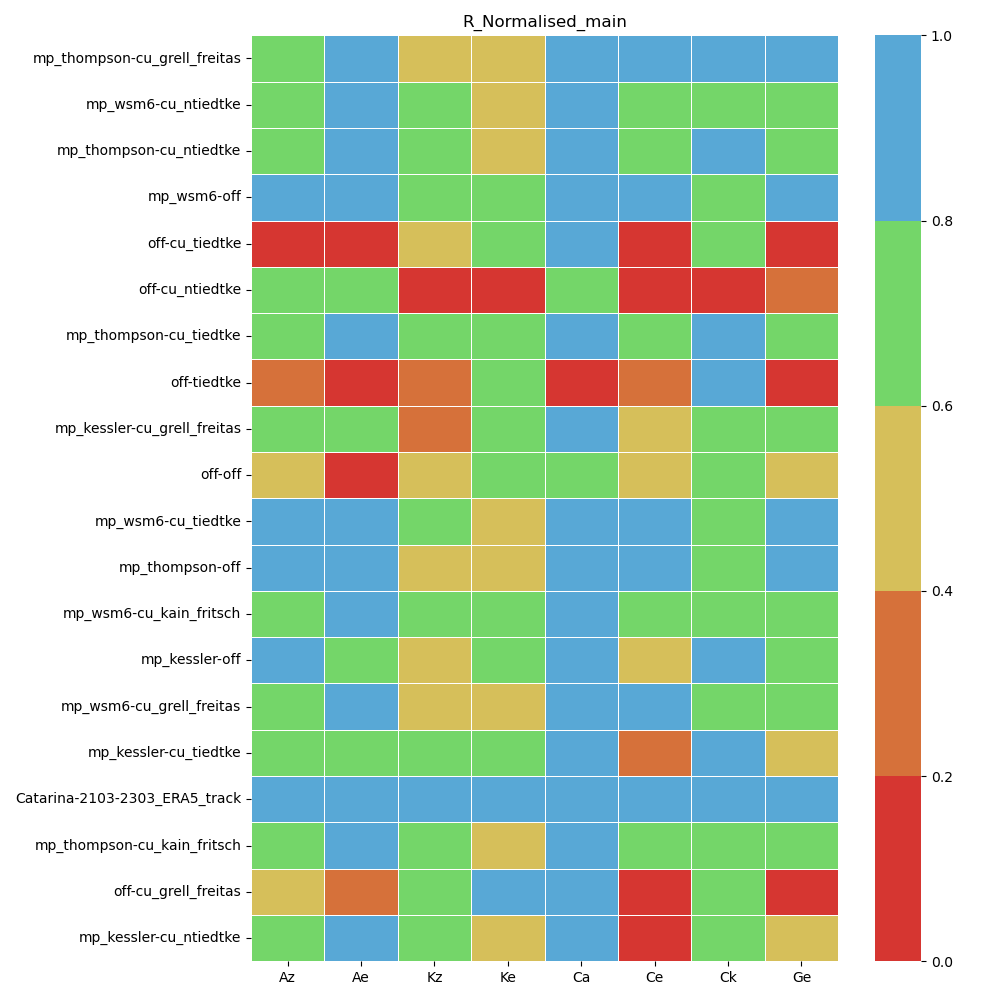 R_Normalised_main
mp_thompson-cu_grell_freitas
mp_wsm6-cu_ntiedtke
mp_thompson-cu_ntiedtke
mp_wsm6-off
off-cu_tiedtke
off-cu_ntiedtke
mp_thompson-cu_tiedtke
off-tiedtke
mp_kessler-cu_grell_freitas
off-off
mp_wsm6-cu_tiedtke
mp_thompson-off
mp_wsm6-cu_kain_fritsch
mp_kessler-off
mp_wsm6-cu_grell_freitas
mp_kessler-cu_tiedtke
Catarina-2103-2303_ERA5_track
mp_thompson-cu_kain_fritsch
off-cu_grell_freitas
mp_kessler-cu_ntiedtke
Az Ae Kz Ke Ca Ce Ck Ge
1.0
0.8
0.6
0.4
0.2
0.0